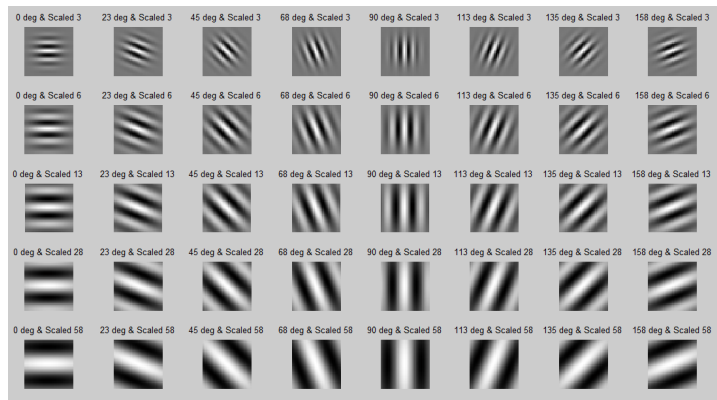 0 deg & Scaled 3 23 deg & Scaled 3 45 deg & Scaled 3 68 deg & Scaled 3 90 deg & Scaled 3 113 deg & Scaled 3 135 deg & Scaled 3 158 deg & Scaled 3
0 deg & Scaled 6 23 deg & Scaled 6 45 deg & Scaled 6 68 deg & Scaled 6 90 deg & Scaled 6 113 deg & Scaled 6 135 deg & Scaled 6 158 deg & Scaled 6
0 deg & Scaled 13 23 deg & Scaled 13 45 deg & Scaled 13 68 deg & Scaled 13 90 deg & Scaled 13 113 deg & Scaled 13 135 deg & Scaled 13 158 deg & Scaled 13
0 deg & Scaled 28 23 deg & Scaled 28 45 deg & Scaled 28 68 deg & Scaled 28 90 deg & Scaled 28 113 deg & Scaled 28 135 deg & Scaled 28 158 deg & Scaled 28
0 deg & Scaled 58 23 deg & Scaled 58 45 deg & Scaled 58 68 deg & Scaled 58 90 deg & Scaled 58 113 deg & Scaled 58 135 deg & Scaled 58 158 deg & Scaled 58